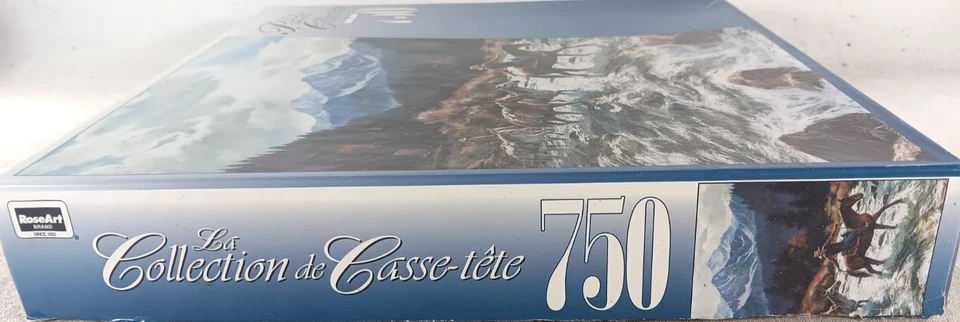 RoseArt
BRAND
SINCE 1923
La
Collection de Casse-tête
750